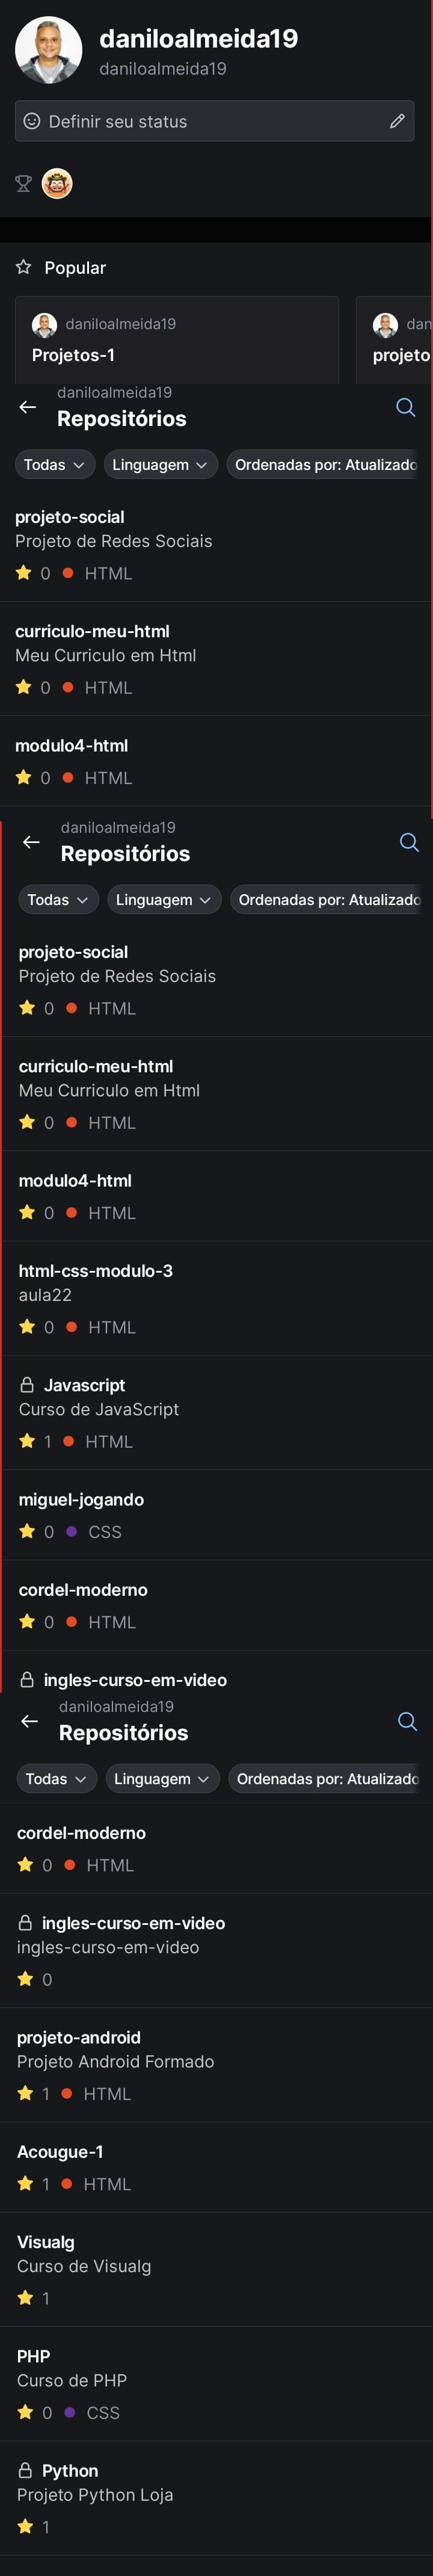 daniloalmeida19
daniloalmeida19
Definir seu status
Popular
daniloalmeida19
dan
Projetos-1
projeto
daniloalmeida19
Repositórios
Todas
Linguagem
Ordenadas por: Atualizado
projeto-social
Projeto de Redes Sociais
0 HTML
curriculo-meu-html
Meu Curriculo em Html
0 HTML
modulo4-html
0 HTML
daniloalmeida19
Repositórios
Todas
Linguagem
Ordenadas por: Atualizado
projeto-social
Projeto de Redes Sociais
0 HTML
curriculo-meu-html
Meu Curriculo em Html
0 HTML
modulo4-html
0 HTML
html-css-modulo-3
aula22
0 HTML
Javascript
Curso de JavaScript
1 HTML
miguel-jogando
0 CSS
cordel-moderno
0 HTML
ingles-curso-em-video
daniloalmeida19
Repositórios
Todas
Linguagem
Ordenadas por: Atualizado
cordel-moderno
0 HTML
ingles-curso-em-video
ingles-curso-em-video
0
projeto-android
Projeto Android Formado
1 HTML
Acougue-1
1 HTML
Visualg
Curso de Visualg
1
PHP
Curso de PHP
0 CSS
Python
Projeto Python Loja
1